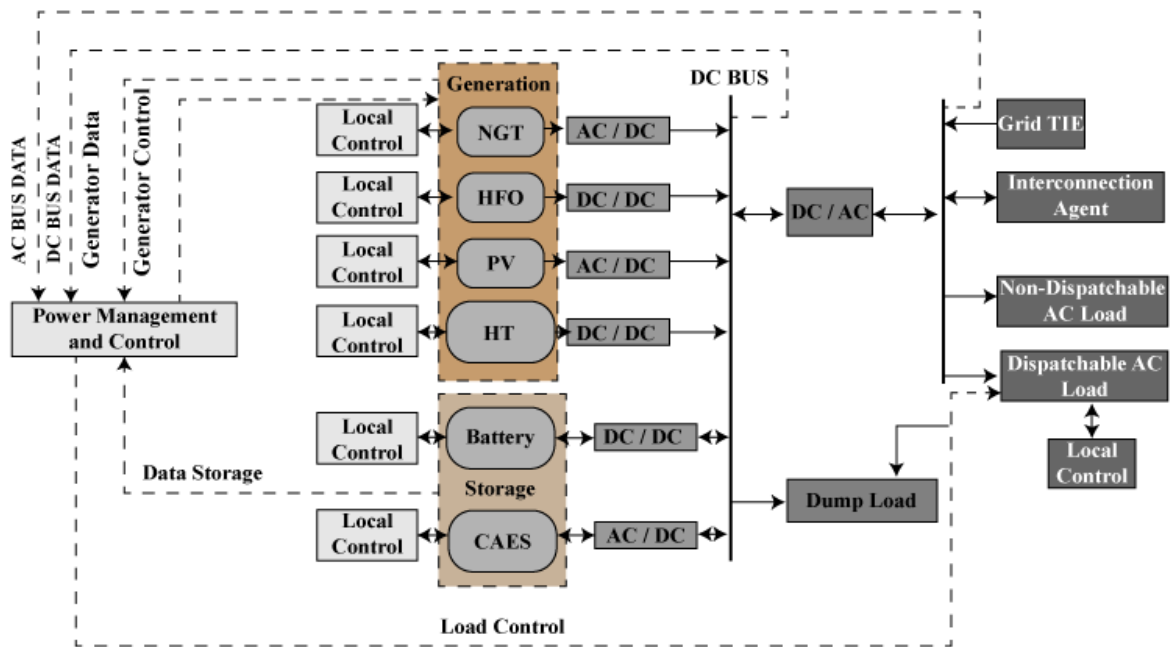 AC BUS DATA
DC BUS DATA
Generator Data
Generator Control
Generation
DC BUS
Local
Control
NGT
AC / DC
Grid TIE
Local
Control
HFO
DC / DC
DC / AC
Interconnection
Agent
Local
Control
PV
AC / DC
Power Management
and Control
Local
Control
HT
DC / DC
Non-Dispatchable
AC Load
Dispatchable AC
Load
Local
Control
Local
Control
Battery
DC / DC
Data Storage
Storage
Dump Load
Local
Control
CAES
AC / DC
Load Control